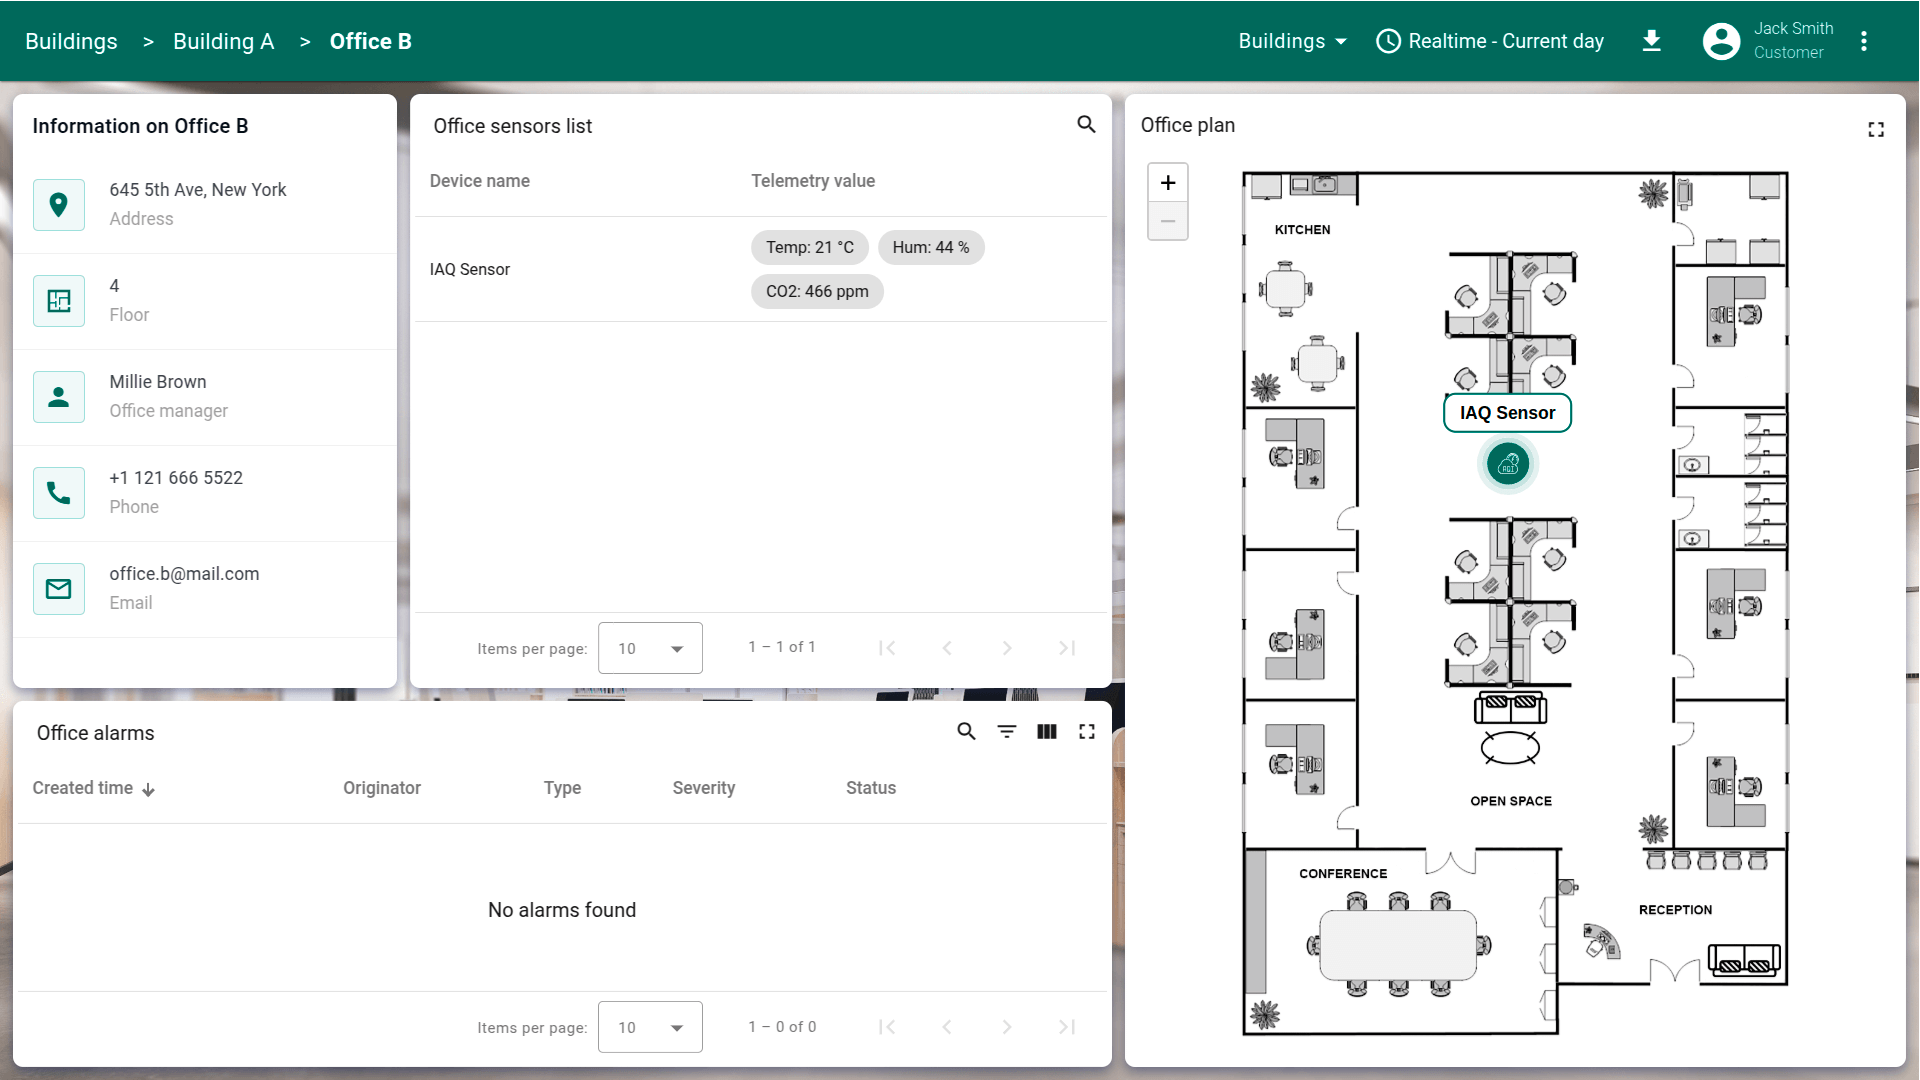 Buildings > Building A > Office B
Buildings
Realtime - Current day
Jack Smith
Customer
Information on Office B
645 5th Ave, New York
Address
4
Floor
Millie Brown
Office manager
+1 121 666 5522
Phone
office.b@mail.com
Email
Office sensors list
Device name Telemetry value
IAQ Sensor
Temp: 21 °C Hum: 44 %
CO2: 466 ppm
Items per page: 10 1 – 1 of 1
Office alarms
Created time Originator Type Severity Status
No alarms found
Items per page: 10 1 – 0 of 0
Office plan
+
−
KITCHEN
IAQ Sensor
AQI
OPEN SPACE
CONFERENCE
RECEPTION